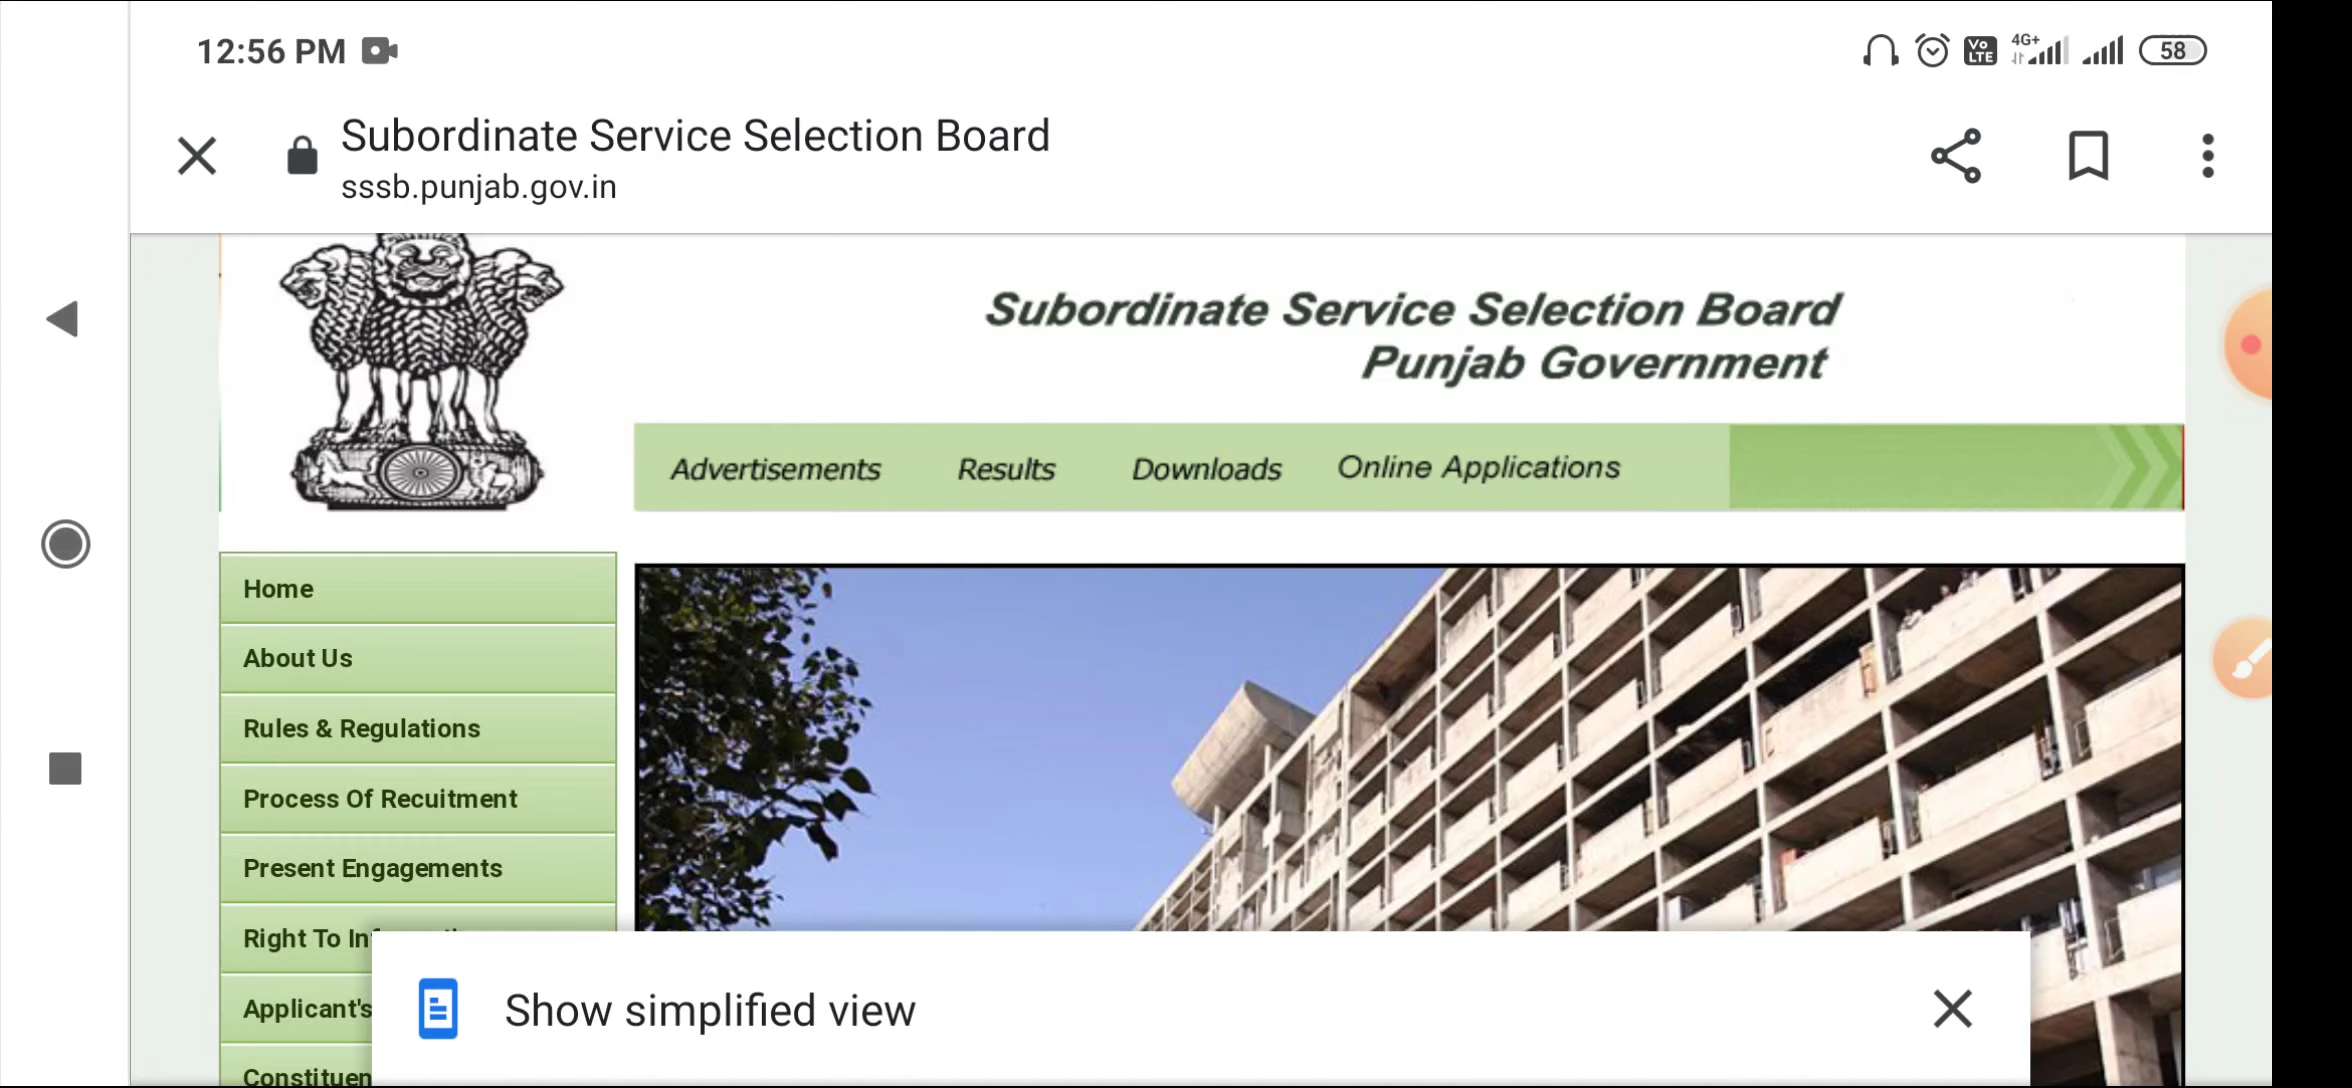 12:56 PM
Vo LTE
4G+
58
Subordinate Service Selection Board
sssb.punjab.gov.in
Subordinate Service Selection Board
Punjab Government
Advertisements Results Downloads Online Applications
Home
About Us
Rules & Regulations
Process Of Recuitment
Present Engagements
Right To
Applicant's
Show simplified view